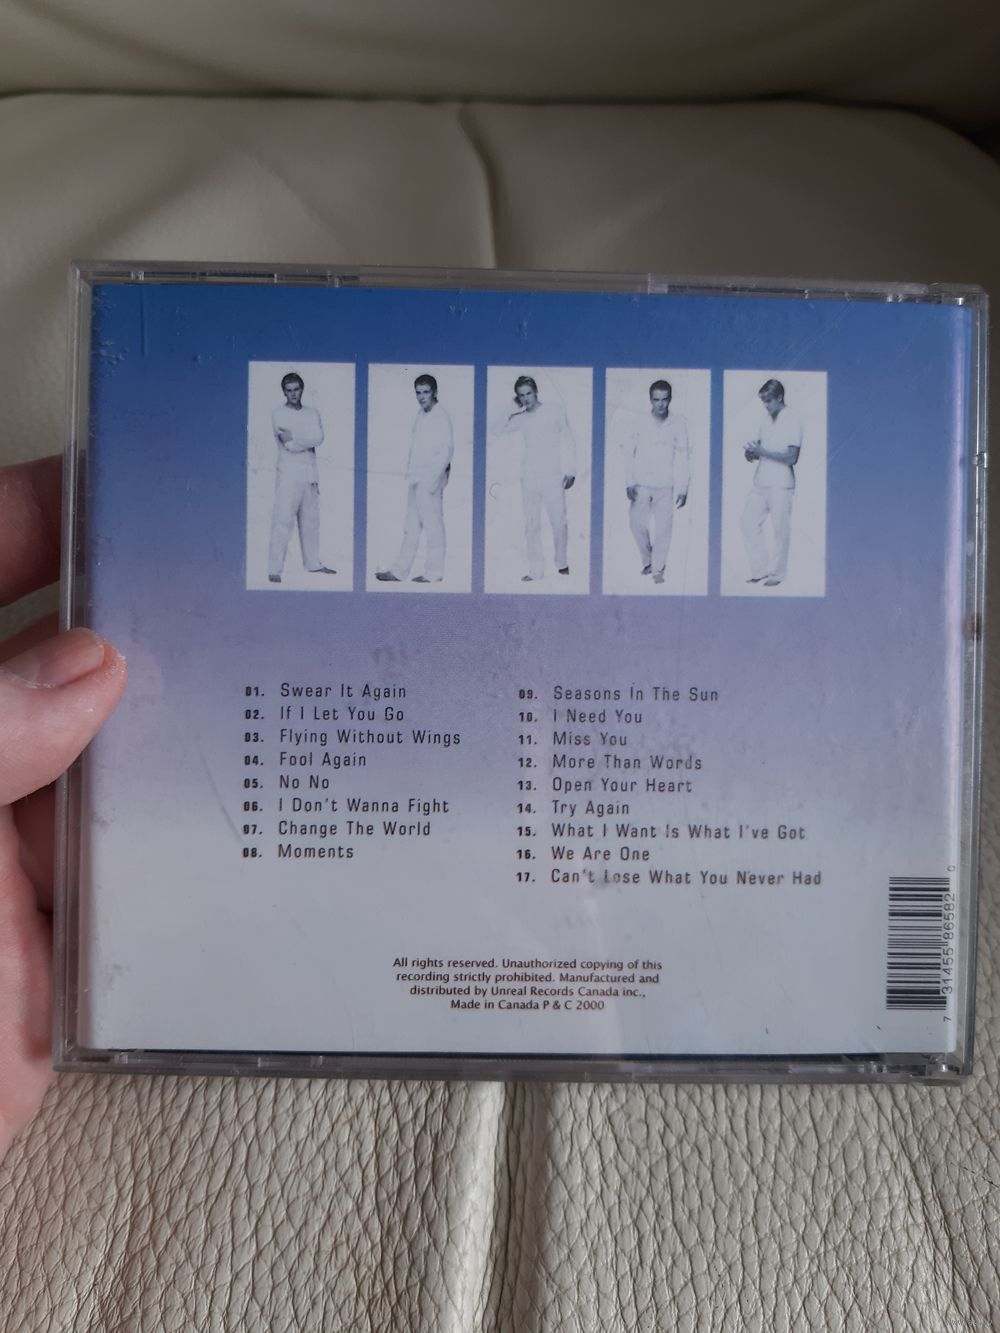 01. Swear It Again
02. If I Let You Go
03. Flying Without Wings
04. Fool Again
05. No No
06. I Don't Wanna Fight
07. Change The World
08. Moments
09. Seasons In The Sun
10. I Need You
11. Miss You
12. More Than Words
13. Open Your Heart
14. Try Again
15. What I Want Is What I've Got
16. We Are One
17. Can't Lose What You Never Had
All rights reserved. Unauthorized copying of this
recording strictly prohibited. Manufactured and
distributed by Unreal Records Canada inc.,
Made in Canada P & C 2000
7 31455 86582 0